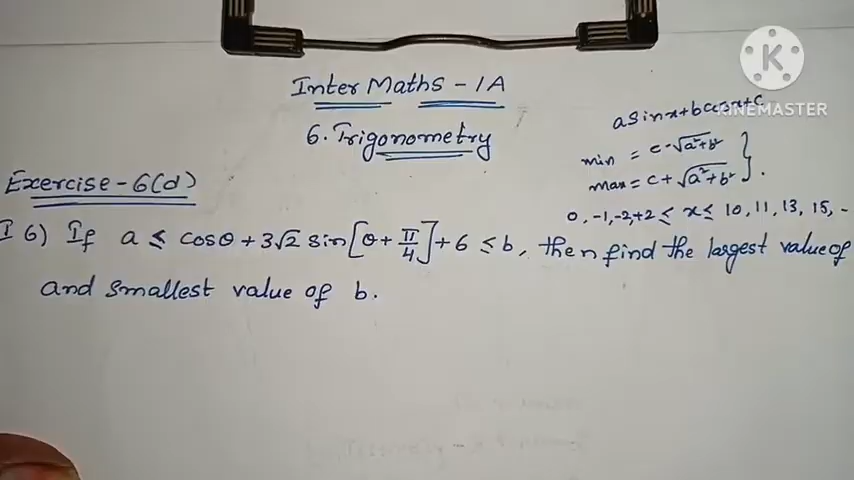 Inter Maths - 1A
6. Trigonometry
Exercise - 6(d)
I 6) If a ≤ cosθ + 3√2 sin[θ + π/4] + 6 ≤ b, then find the largest value of
and smallest value of b.
a sinx + b cosx + c
min = c - √a²+b²
max = c + √a²+b² }.
0, -1, -2, +2 ≤ x ≤ 10, 11, 13, 15, -
K
KINEMASTER